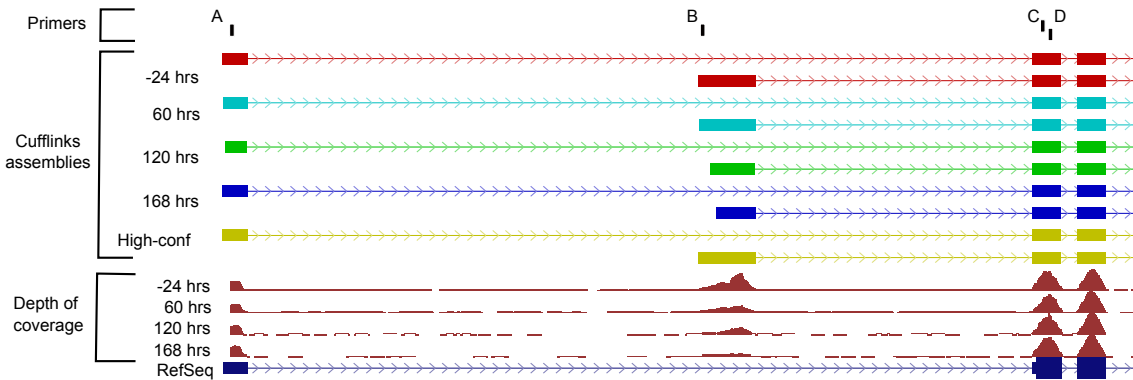 Primers
A
B
C
D
Cufflinks
assemblies
-24 hrs
60 hrs
120 hrs
168 hrs
High-conf
Depth of
coverage
-24 hrs
60 hrs
120 hrs
168 hrs
RefSeq